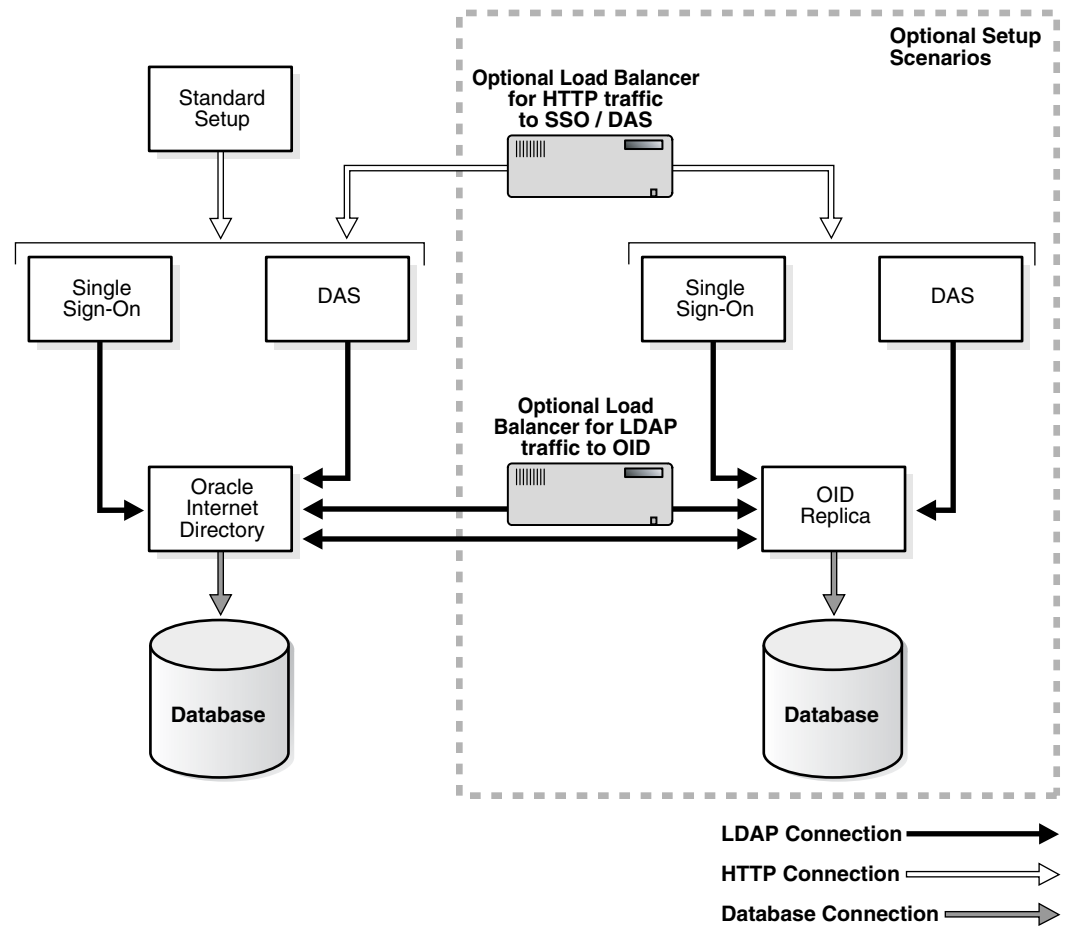 Optional Setup
Scenarios
Optional Load Balancer
for HTTP traffic
to SSO / DAS
Standard
Setup
Single
Sign-On
DAS
Single
Sign-On
DAS
Optional Load
Balancer for LDAP
traffic to OID
Oracle
Internet
Directory
OID
Replica
Database
Database
LDAP Connection
HTTP Connection
Database Connection